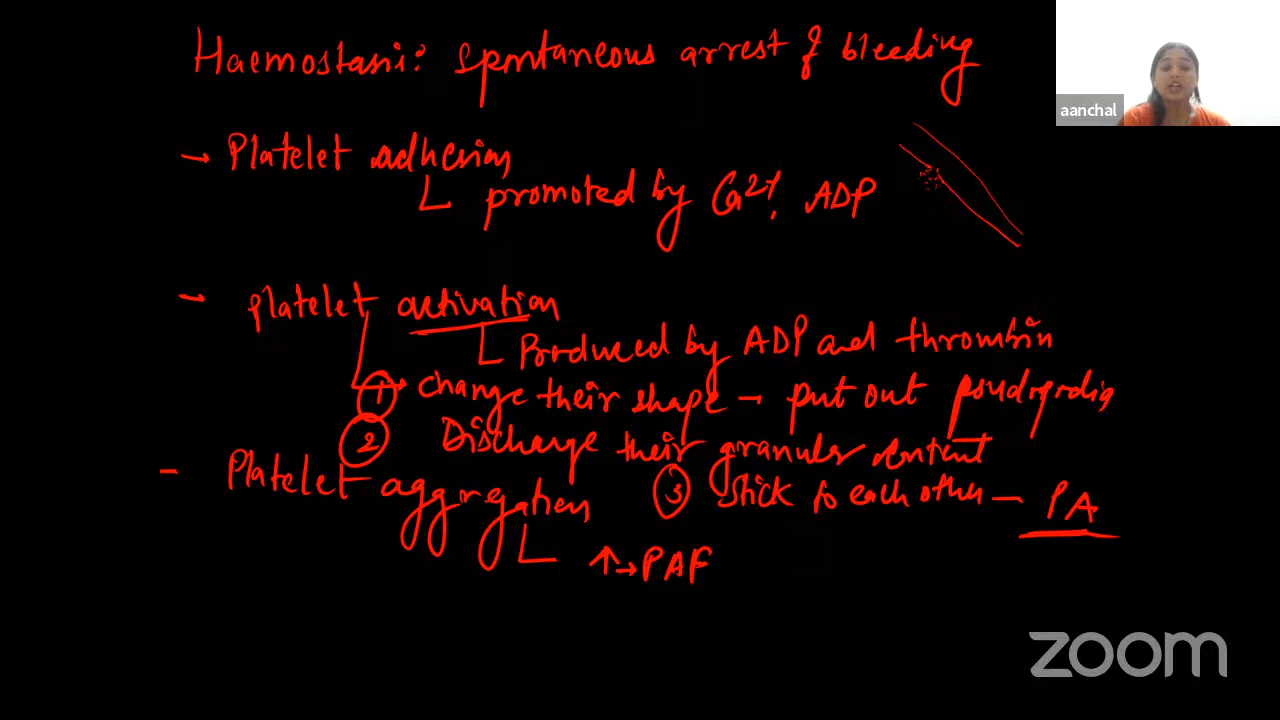 Haemostasis: spontaneous arrest of bleeding
aanchal
→ Platelet adhesion
promoted by Ca2+, ADP
→ Platelet activation
Produced by ADP and thrombin
① → change their shape → put out
② Discharge their granules content
- Platelet aggregation ③ stick to each other — PA
↑→ PAF
zoom